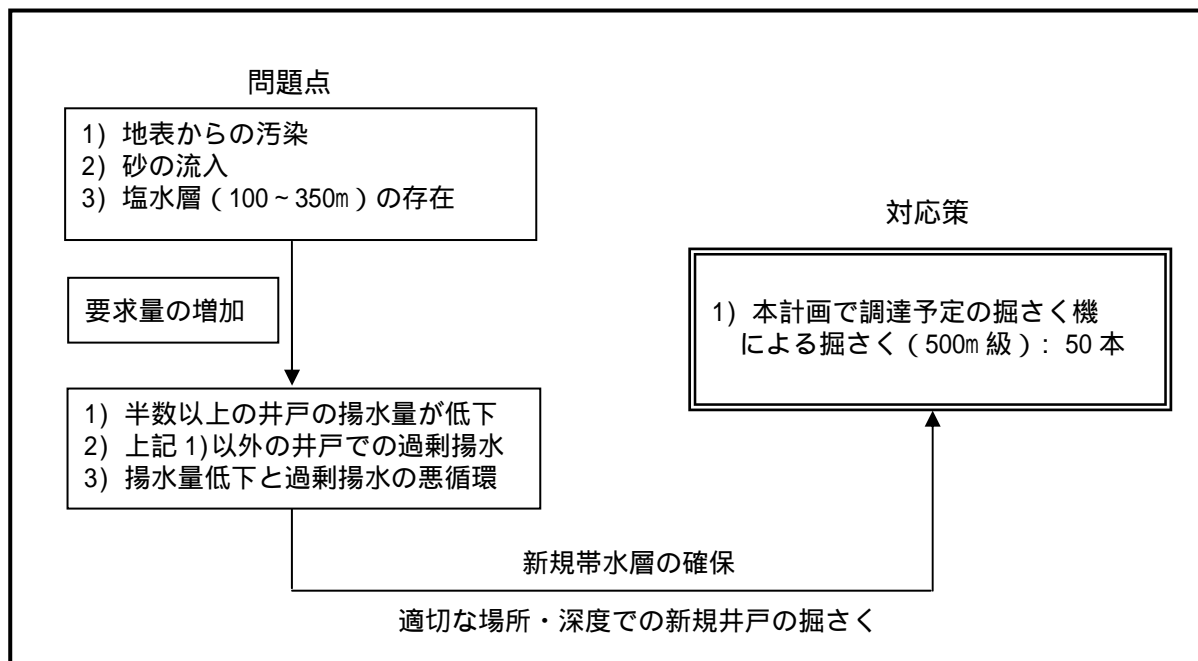 問題点
1) 地表からの汚染
2) 砂の流入
3) 塩水層（100～350m）の存在
要求量の増加
1) 半数以上の井戸の揚水量が低下
2) 上記1)以外の井戸での過剰揚水
3) 揚水量低下と過剰揚水の悪循環
対応策
1) 本計画で調達予定の掘さく機
による掘さく（500m級）: 50本
新規帯水層の確保
適切な場所・深度での新規井戸の掘さく